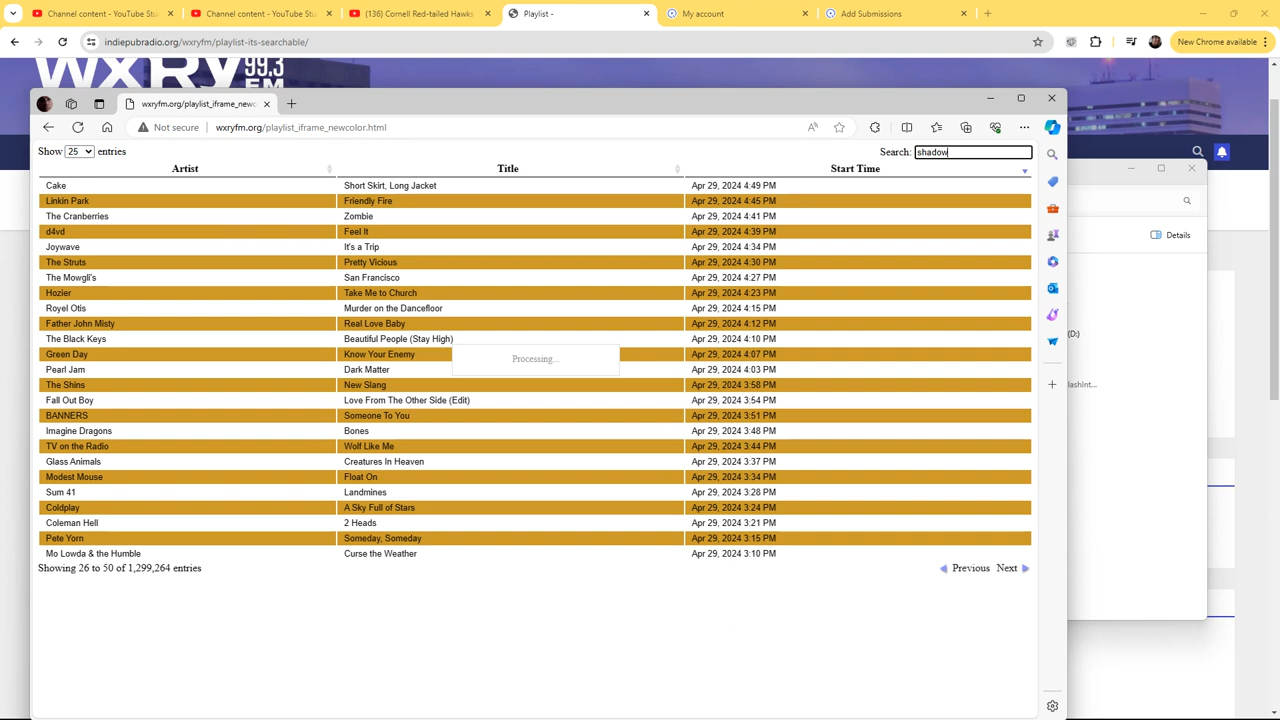 Channel content - YouTube Stu
Channel content - YouTube Stu
(136) Cornell Red-tailed Hawks
Playlist -
My account
Add Submissions
indiepubradio.org/wxryfm/playlist-its-searchable/
New Chrome available
WXRY 99.3 FM
wxryfm.org/playlist_iframe_newco
Not secure wxryfm.org/playlist_iframe_newcolor.html
Show 25 entries Search: shadow
Artist Title Start Time
Cake Short Skirt, Long Jacket Apr 29, 2024 4:49 PM
Linkin Park Friendly Fire Apr 29, 2024 4:45 PM
The Cranberries Zombie Apr 29, 2024 4:41 PM
d4vd Feel It Apr 29, 2024 4:39 PM
Joywave It's a Trip Apr 29, 2024 4:34 PM
The Struts Pretty Vicious Apr 29, 2024 4:30 PM
The Mowgli's San Francisco Apr 29, 2024 4:27 PM
Hozier Take Me to Church Apr 29, 2024 4:23 PM
Royel Otis Murder on the Dancefloor Apr 29, 2024 4:15 PM
Father John Misty Real Love Baby Apr 29, 2024 4:12 PM
The Black Keys Beautiful People (Stay High) Apr 29, 2024 4:10 PM
Green Day Know Your Enemy Apr 29, 2024 4:07 PM
Processing...
Pearl Jam Dark Matter Apr 29, 2024 4:03 PM
The Shins New Slang Apr 29, 2024 3:58 PM
Fall Out Boy Love From The Other Side (Edit) Apr 29, 2024 3:54 PM
BANNERS Someone To You Apr 29, 2024 3:51 PM
Imagine Dragons Bones Apr 29, 2024 3:48 PM
TV on the Radio Wolf Like Me Apr 29, 2024 3:44 PM
Glass Animals Creatures In Heaven Apr 29, 2024 3:37 PM
Modest Mouse Float On Apr 29, 2024 3:34 PM
Sum 41 Landmines Apr 29, 2024 3:28 PM
Coldplay A Sky Full of Stars Apr 29, 2024 3:24 PM
Coleman Hell 2 Heads Apr 29, 2024 3:21 PM
Pete Yorn Someday, Someday Apr 29, 2024 3:15 PM
Mo Lowda & the Humble Curse the Weather Apr 29, 2024 3:10 PM
Showing 26 to 50 of 1,299,264 entries Previous Next
Details
(D:)
lashInt...